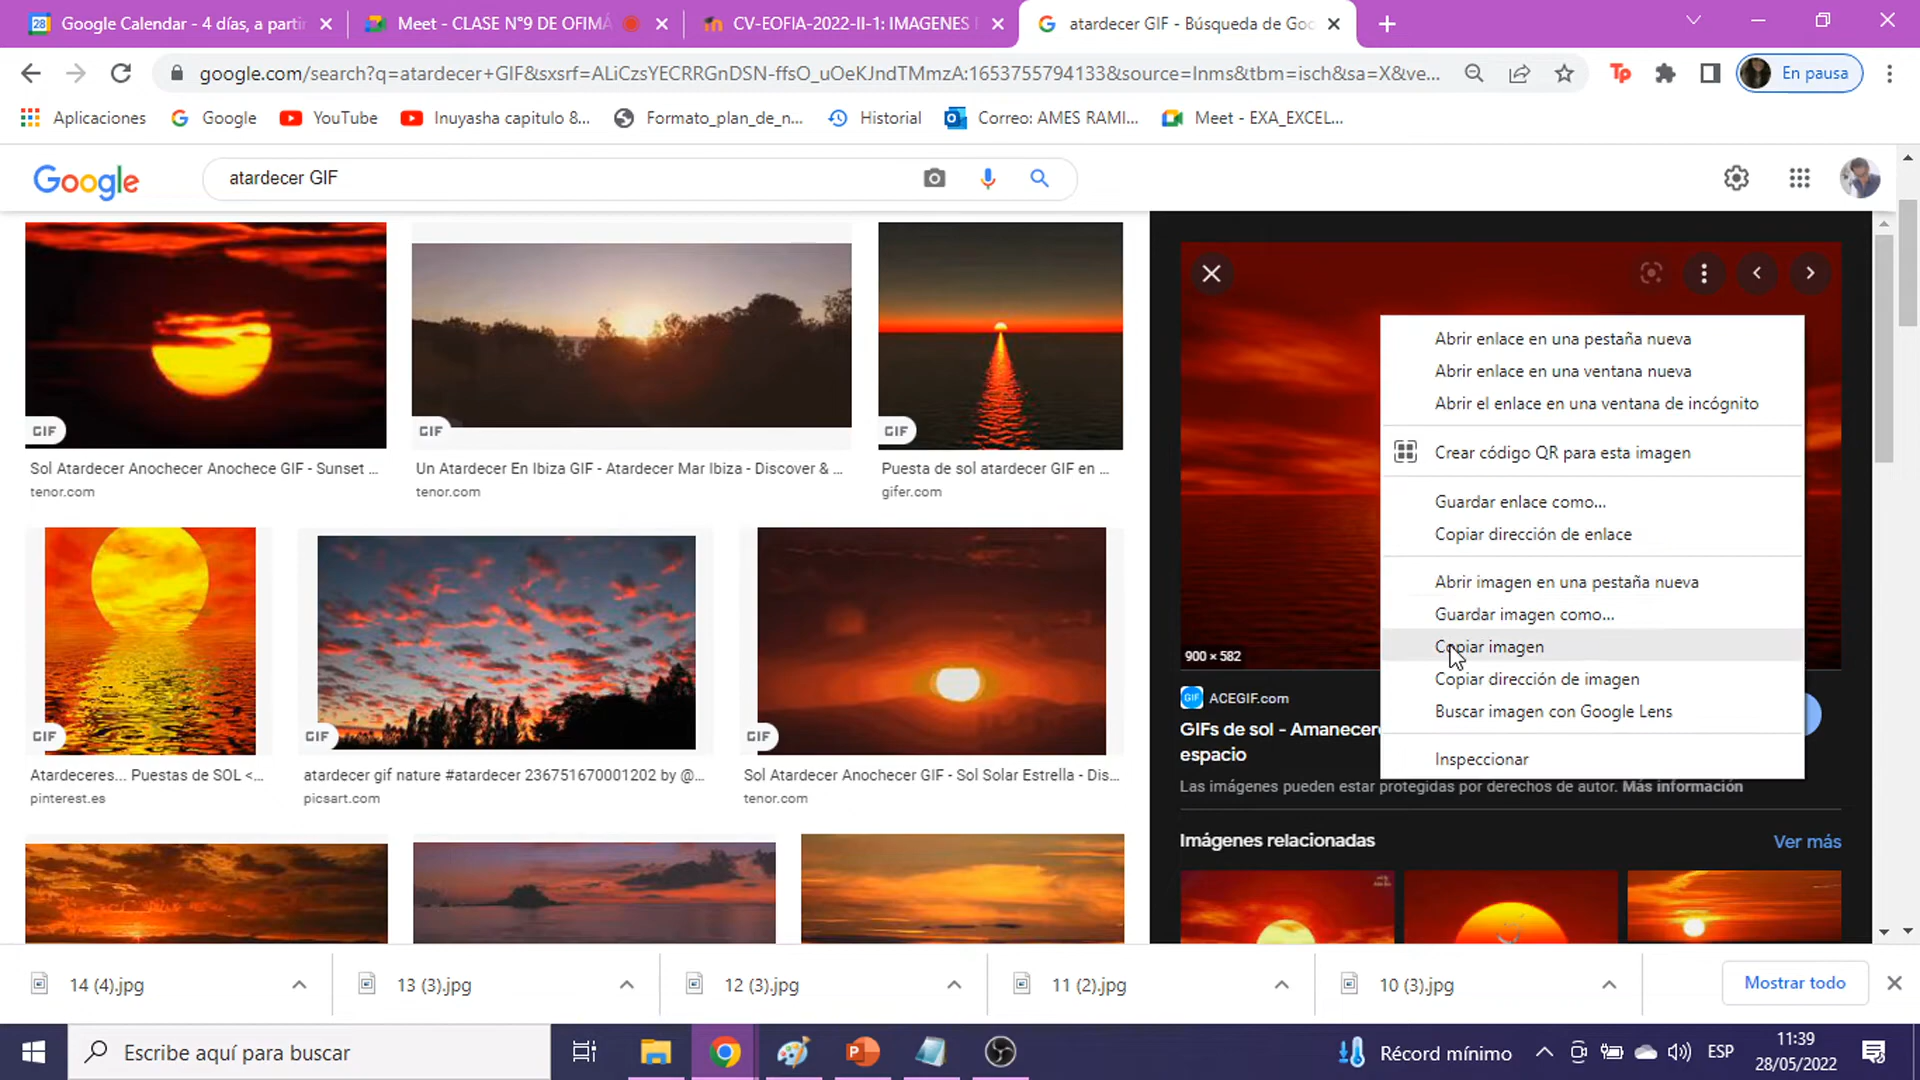 Google Calendar - 4 días, a parti
Meet - CLASE N°9 DE OFIMÁ
CV-EOFIA-2022-II-1: IMAGENES
atardecer GIF - Búsqueda de Goo
google.com/search?q=atardecer+GIF&sxsrf=ALiCzsYECRRGnDSN-ffsO_uOeKJndTMmzA:1653755794133&source=lnms&tbm=isch&sa=X&ve...
Tp
En pausa
Aplicaciones
Google
YouTube
Inuyasha capitulo 8...
Formato_plan_de_n...
Historial
Correo: AMES RAMI...
Meet - EXA_EXCEL...
Google
atardecer GIF
GIF
GIF
GIF
Sol Atardecer Anochecer Anochece GIF - Sunset ...
tenor.com
Un Atardecer En Ibiza GIF - Atardecer Mar Ibiza - Discover & ...
tenor.com
Puesta de sol atardecer GIF en ...
gifer.com
GIF
GIF
GIF
Atardeceres... Puestas de SOL <...
pinterest.es
atardecer gif nature #atardecer 236751670001202 by @...
picsart.com
Sol Atardecer Anochecer GIF - Sol Solar Estrella - Dis...
tenor.com
Abrir enlace en una pestaña nueva
Abrir enlace en una ventana nueva
Abrir el enlace en una ventana de incógnito
Crear código QR para esta imagen
Guardar enlace como...
Copiar dirección de enlace
Abrir imagen en una pestaña nueva
Guardar imagen como...
Copiar imagen
Copiar dirección de imagen
Buscar imagen con Google Lens
Inspeccionar
900 × 582
GIF
ACEGIF.com
GIFs de sol - Amanecere
espacio
Las imágenes pueden estar protegidas por derechos de autor. Más información
Imágenes relacionadas
Ver más
14 (4).jpg
13 (3).jpg
12 (3).jpg
11 (2).jpg
10 (3).jpg
Mostrar todo
Escribe aquí para buscar
Récord mínimo
ESP
11:39
28/05/2022